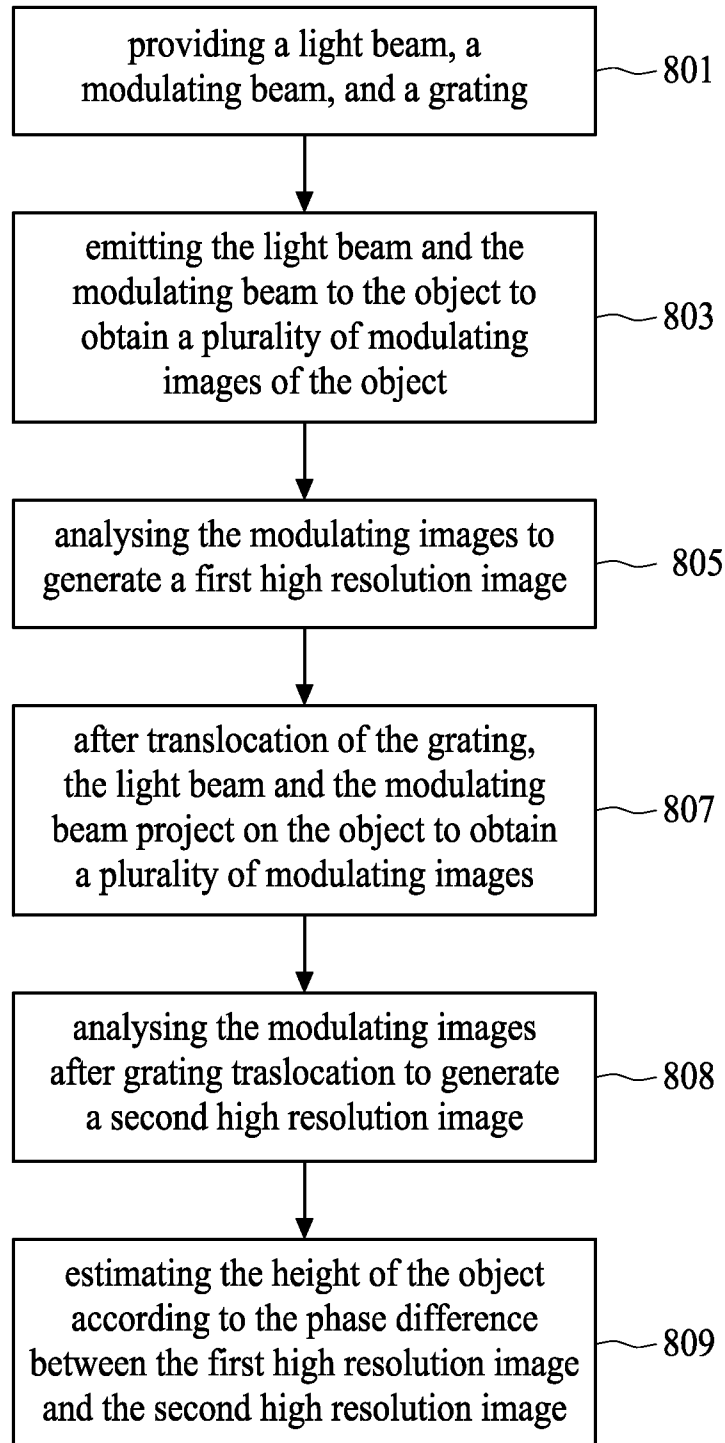 providing a light beam, a
modulating beam, and a grating
801
emitting the light beam and the
modulating beam to the object to
obtain a plurality of modulating
images of the object
803
analysing the modulating images to
generate a first high resolution image
805
after translocation of the grating,
the light beam and the modulating
beam project on the object to obtain
a plurality of modulating images
807
analysing the modulating images
after grating traslocation to generate
a second high resolution image
808
estimating the height of the object
according to the phase difference
between the first high resolution image
and the second high resolution image
809